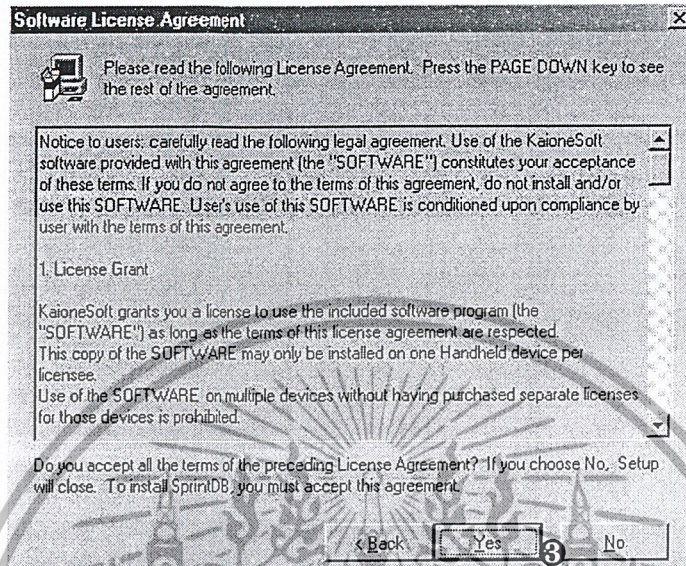 Software License Agreement
Please read the following License Agreement. Press the PAGE DOWN key to see
the rest of the agreement.
Notice to users: carefully read the following legal agreement. Use of the KaioneSoft
software provided with this agreement (the "SOFTWARE") constitutes your acceptance
of these terms. If you do not agree to the terms of this agreement, do not install and/or
use this SOFTWARE. User's use of this SOFTWARE is conditioned upon compliance by
user with the terms of this agreement.
1. License Grant
KaioneSoft grants you a license to use the included software program (the
"SOFTWARE") as long as the terms of this license agreement are respected.
This copy of the SOFTWARE may only be installed on one Handheld device per
licensee.
Use of the SOFTWARE on multiple devices without having purchased separate licenses
for those devices is prohibited.
Do you accept all the terms of the preceding License Agreement? If you choose No, Setup
will close. To install SprintDB, you must accept this agreement.
< Back Yes ❸ No